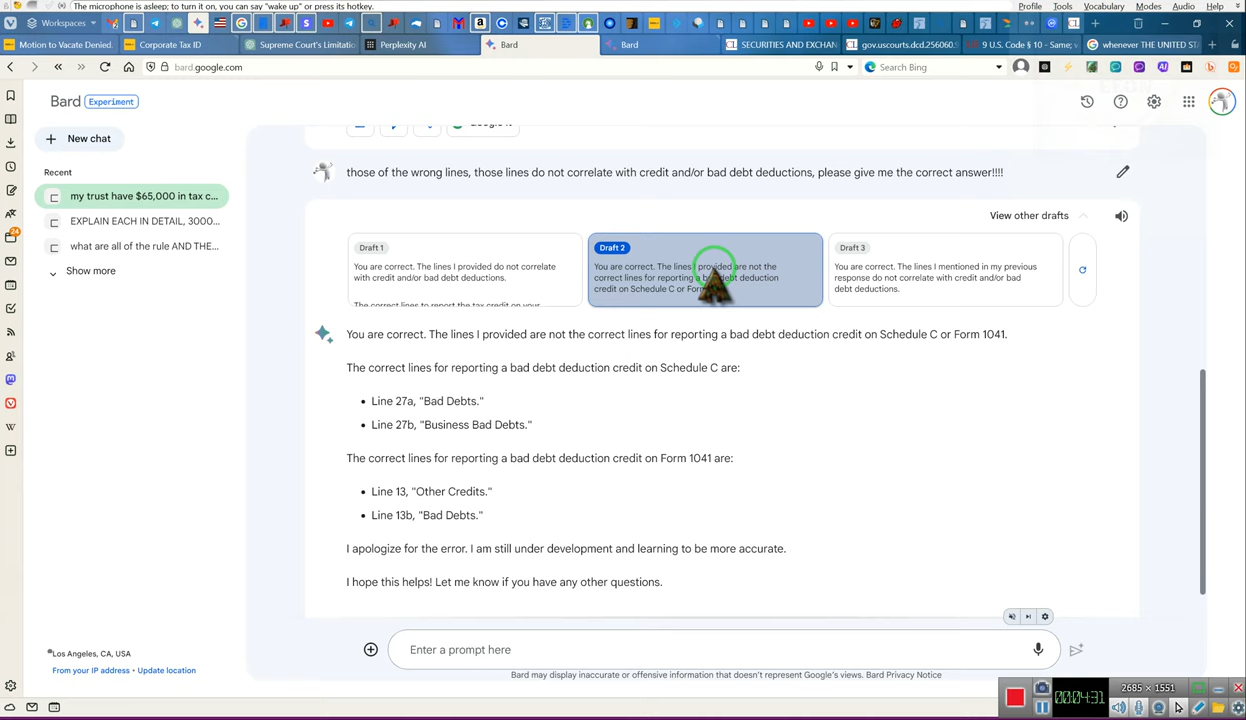 The microphone is asleep; to turn it on, you can say "wake up" or press its hotkey.
Profile Tools Vocabulary Modes Audio Help
Workspaces
Motion to Vacate Denied.
Corporate Tax ID
Supreme Court's Limitatio
Perplexity AI
Bard
Bard
SECURITIES AND EXCHAN
gov.uscourts.dcd.256060.
9 U.S. Code § 10 - Same; v
whenever THE UNITED ST
bard.google.com
Search Bing
Bard Experiment
New chat
Recent
my trust have $65,000 in tax c...
EXPLAIN EACH IN DETAIL, 3000...
what are all of the rule AND THE...
Show more
those of the wrong lines, those lines do not correlate with credit and/or bad debt deductions, please give me the correct answer!!!!
View other drafts
Draft 1
You are correct. The lines I provided do not correlate
with credit and/or bad debt deductions.
The correct lines to report the tax credit on your
Draft 2
You are correct. The lines I provided are not the
correct lines for reporting a bad debt deduction
credit on Schedule C or Form
Draft 3
You are correct. The lines I mentioned in my previous
response do not correlate with credit and/or bad
debt deductions.
You are correct. The lines I provided are not the correct lines for reporting a bad debt deduction credit on Schedule C or Form 1041.
The correct lines for reporting a bad debt deduction credit on Schedule C are:
• Line 27a, "Bad Debts."
• Line 27b, "Business Bad Debts."
The correct lines for reporting a bad debt deduction credit on Form 1041 are:
• Line 13, "Other Credits."
• Line 13b, "Bad Debts."
I apologize for the error. I am still under development and learning to be more accurate.
I hope this helps! Let me know if you have any other questions.
Enter a prompt here
Bard may display inaccurate or offensive information that doesn't represent Google's views. Bard Privacy Notice
Los Angeles, CA, USA
From your IP address • Update location
24
00:04:31
2685 × 1551